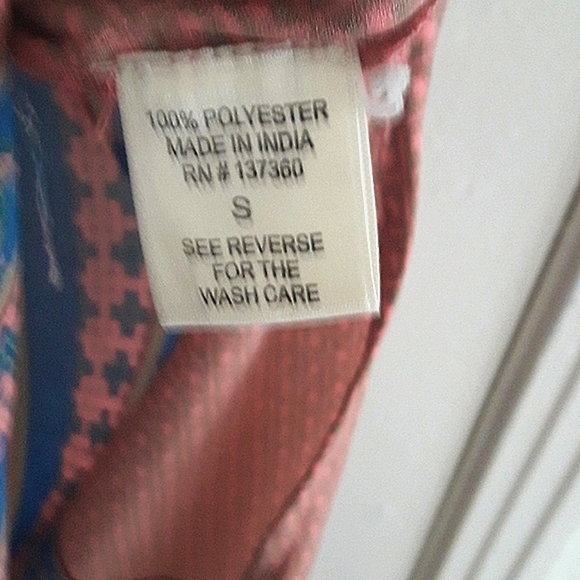 100% POLYESTER
MADE IN INDIA
RN # 137360
S
SEE REVERSE
FOR THE
WASH CARE